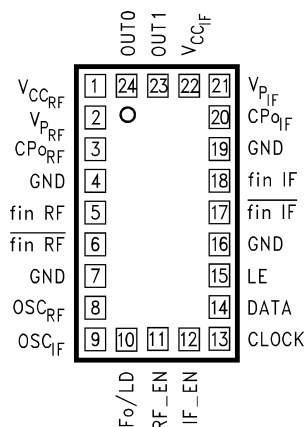 OUT0 OUT1 VCCIF
VCCRF 1 24 23 22 21 VPIF
VPRF 2 20 CPoIF
CPoRF 3 19 GND
GND 4 18 fin IF
fin RF 5 17 fin IF
fin RF 6 16 GND
GND 7 15 LE
OSCRF 8 14 DATA
OSCIF 9 10 11 12 13 CLOCK
Fo/LD RF_EN IF_EN